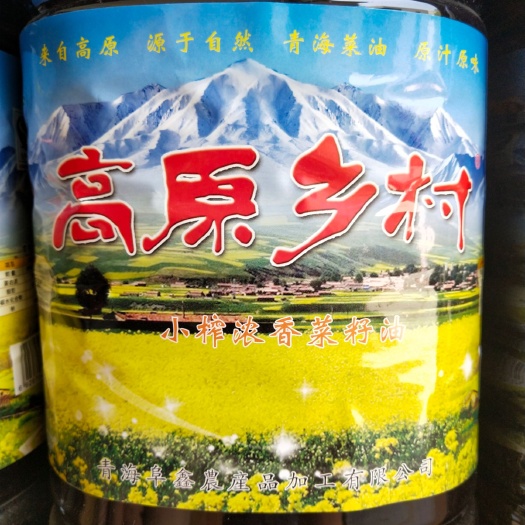 来自高原 源于自然 青海菜油 原汁原味
高原乡村
小榨浓香菜籽油
青海阜鑫農産品加工有限公司